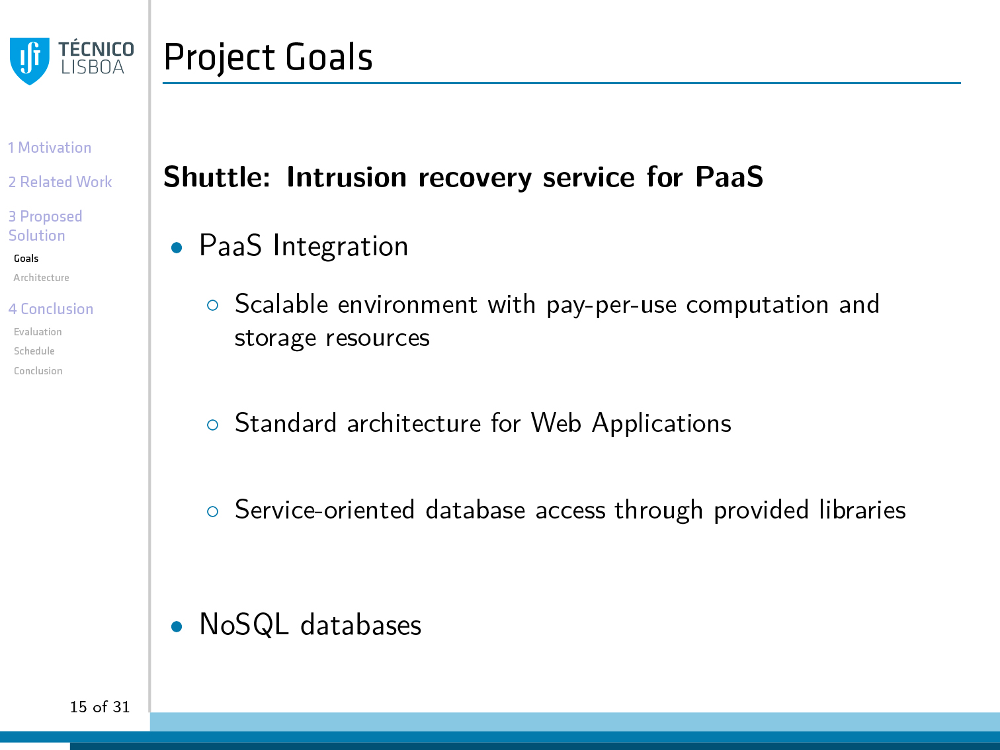 TÉCNICO
LISBOA
Project Goals
1 Motivation
2 Related Work
3 Proposed
Solution
Goals
Architecture
4 Conclusion
Evaluation
Schedule
Conclusion
Shuttle: Intrusion recovery service for PaaS
• PaaS Integration
◦ Scalable environment with pay-per-use computation and
storage resources
◦ Standard architecture for Web Applications
◦ Service-oriented database access through provided libraries
• NoSQL databases
15 of 31